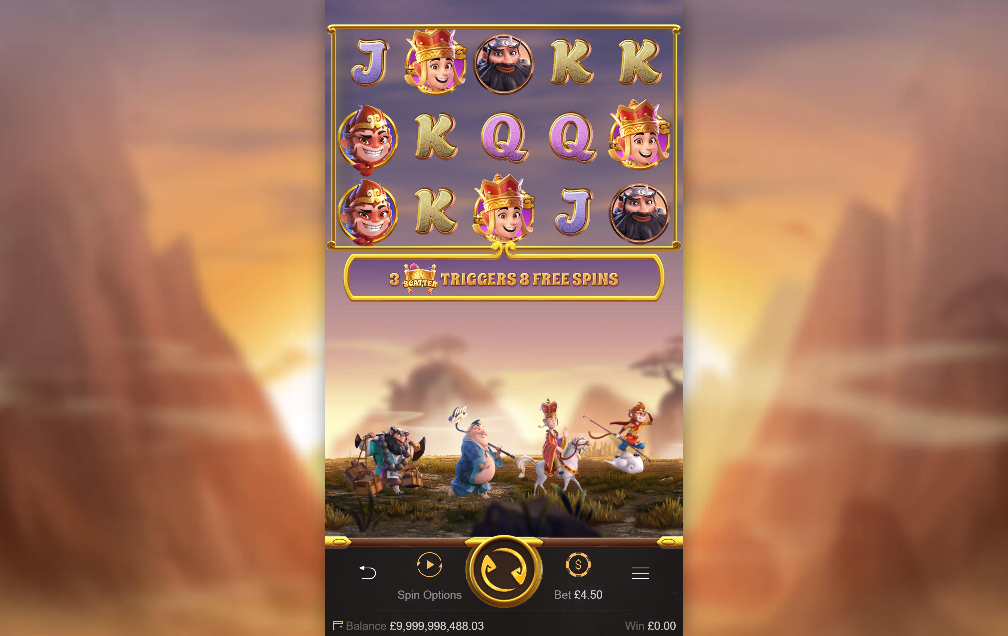 J K K
K Q Q
K J
3 SCATTER TRIGGERS 8 FREE SPINS
$
Spin Options Bet £4.50
Balance £9,999,998,488.03 Win £0.00